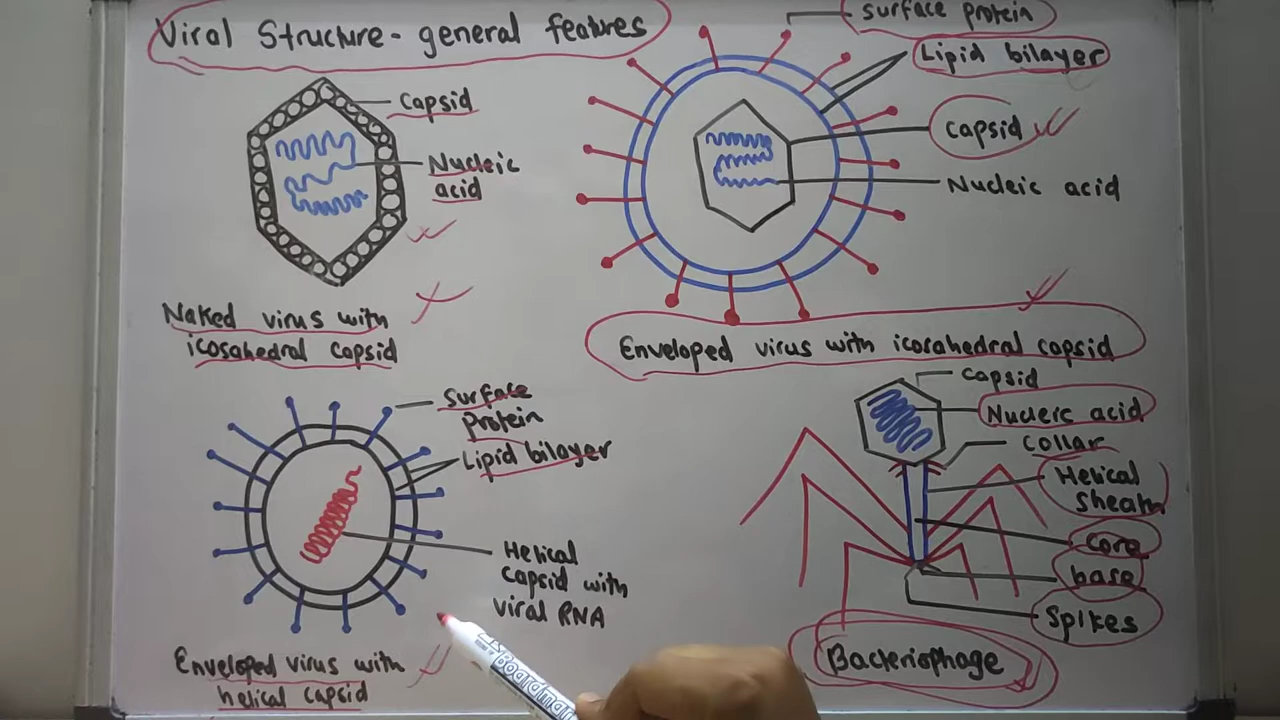 Viral Structure - general features
Capsid
Nucleic
acid
Naked virus with
icosahedral capsid
Surface protein
Lipid bilayer
Capsid
Nucleic acid
Enveloped virus with icosahedral capsid
Surface
Protein
Lipid bilayer
Helical
Capsid with
viral RNA
Enveloped virus with
helical capsid
Capsid
Nucleic acid
Collar
Helical
Sheath
Core
base
Spikes
Bacteriophage